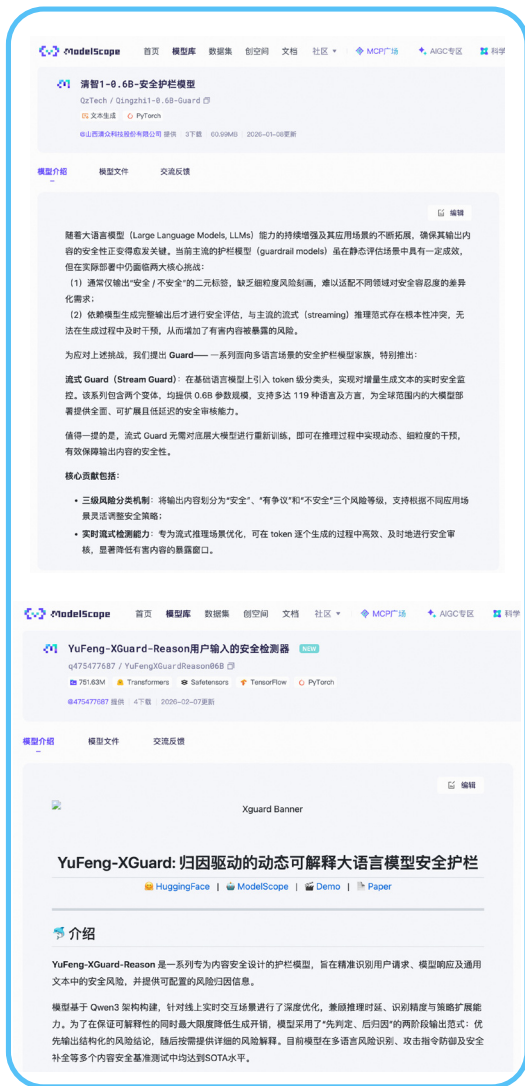 ModelScope 首页 模型库 数据集 创空间 文档 社区 MCP广场 AIGC专区 科学
清智1-0.6B-安全护栏模型
QzTech / Qingzhi1-0.6B-Guard
文本生成 PyTorch
@山西清众科技股份有限公司 提供 3下载 60.99MB 2026-01-08更新
模型介绍 模型文件 交流反馈
编辑
随着大语言模型（Large Language Models, LLMs）能力的持续增强及其应用场景的不断拓展，确保其输出内
容的安全性正变得愈发关键。当前主流的护栏模型（guardrail models）虽在静态评估场景中具有一定成效，
但在实际部署中仍面临两大核心挑战：
（1）通常仅输出“安全 / 不安全”的二元标签，缺乏细粒度风险刻画，难以适配不同领域对安全容忍度的差异
化需求；
（2）依赖模型生成完整输出后才进行安全评估，与主流的流式（streaming）推理范式存在根本性冲突，无
法在生成过程中及时干预，从而增加了有害内容被暴露的风险。
为应对上述挑战，我们提出 Guard—— 一系列面向多语言场景的安全护栏模型家族，特别推出：
流式 Guard（Stream Guard）：在基础语言模型上引入 token 级分类头，实现对增量生成文本的实时安全监
控。该系列包含两个变体，均提供 0.6B 参数规模，支持多达 119 种语言及方言，为全球范围内的大模型部
署提供全面、可扩展且低延迟的安全审核能力。
值得一提的是，流式 Guard 无需对底层大模型进行重新训练，即可在推理过程中实现动态、细粒度的干预，
有效保障输出内容的安全性。
核心贡献包括：
• 三级风险分类机制：将输出内容划分为“安全”、“有争议”和“不安全”三个风险等级，支持根据不同应用场
景灵活调整安全策略；
• 实时流式检测能力：专为流式推理场景优化，可在 token 逐个生成的过程中高效、及时地进行安全审
核，显著降低有害内容的暴露窗口。
ModelScope 首页 模型库 数据集 创空间 文档 社区 MCP广场 AIGC专区 科学
YuFeng-XGuard-Reason用户输入的安全检测器 NEW
q475477687 / YuFengXGuardReason06B
751.63M Transformers Safetensors TensorFlow PyTorch
@475477687 提供 4下载 2026-02-07更新
模型介绍 模型文件 交流反馈
编辑
Xguard Banner
YuFeng-XGuard: 归因驱动的动态可解释大语言模型安全护栏
HuggingFace | ModelScope | Demo | Paper
介绍
YuFeng-XGuard-Reason 是一系列专为内容安全设计的护栏模型，旨在精准识别用户请求、模型响应及通用
文本中的安全风险，并提供可配置的风险归因信息。
模型基于 Qwen3 架构构建，针对线上实时交互场景进行了深度优化，兼顾推理时延、识别精度与策略扩展能
力。为了在保证可解释性的同时最大限度降低生成开销，模型采用了“先判定、后归因”的两阶段输出范式：优
先输出结构化的风险结论，随后按需提供详细的风险解释。目前模型在多语言风险识别、攻击指令防御及安全
补全等多个内容安全基准测试中均达到SOTA水平。